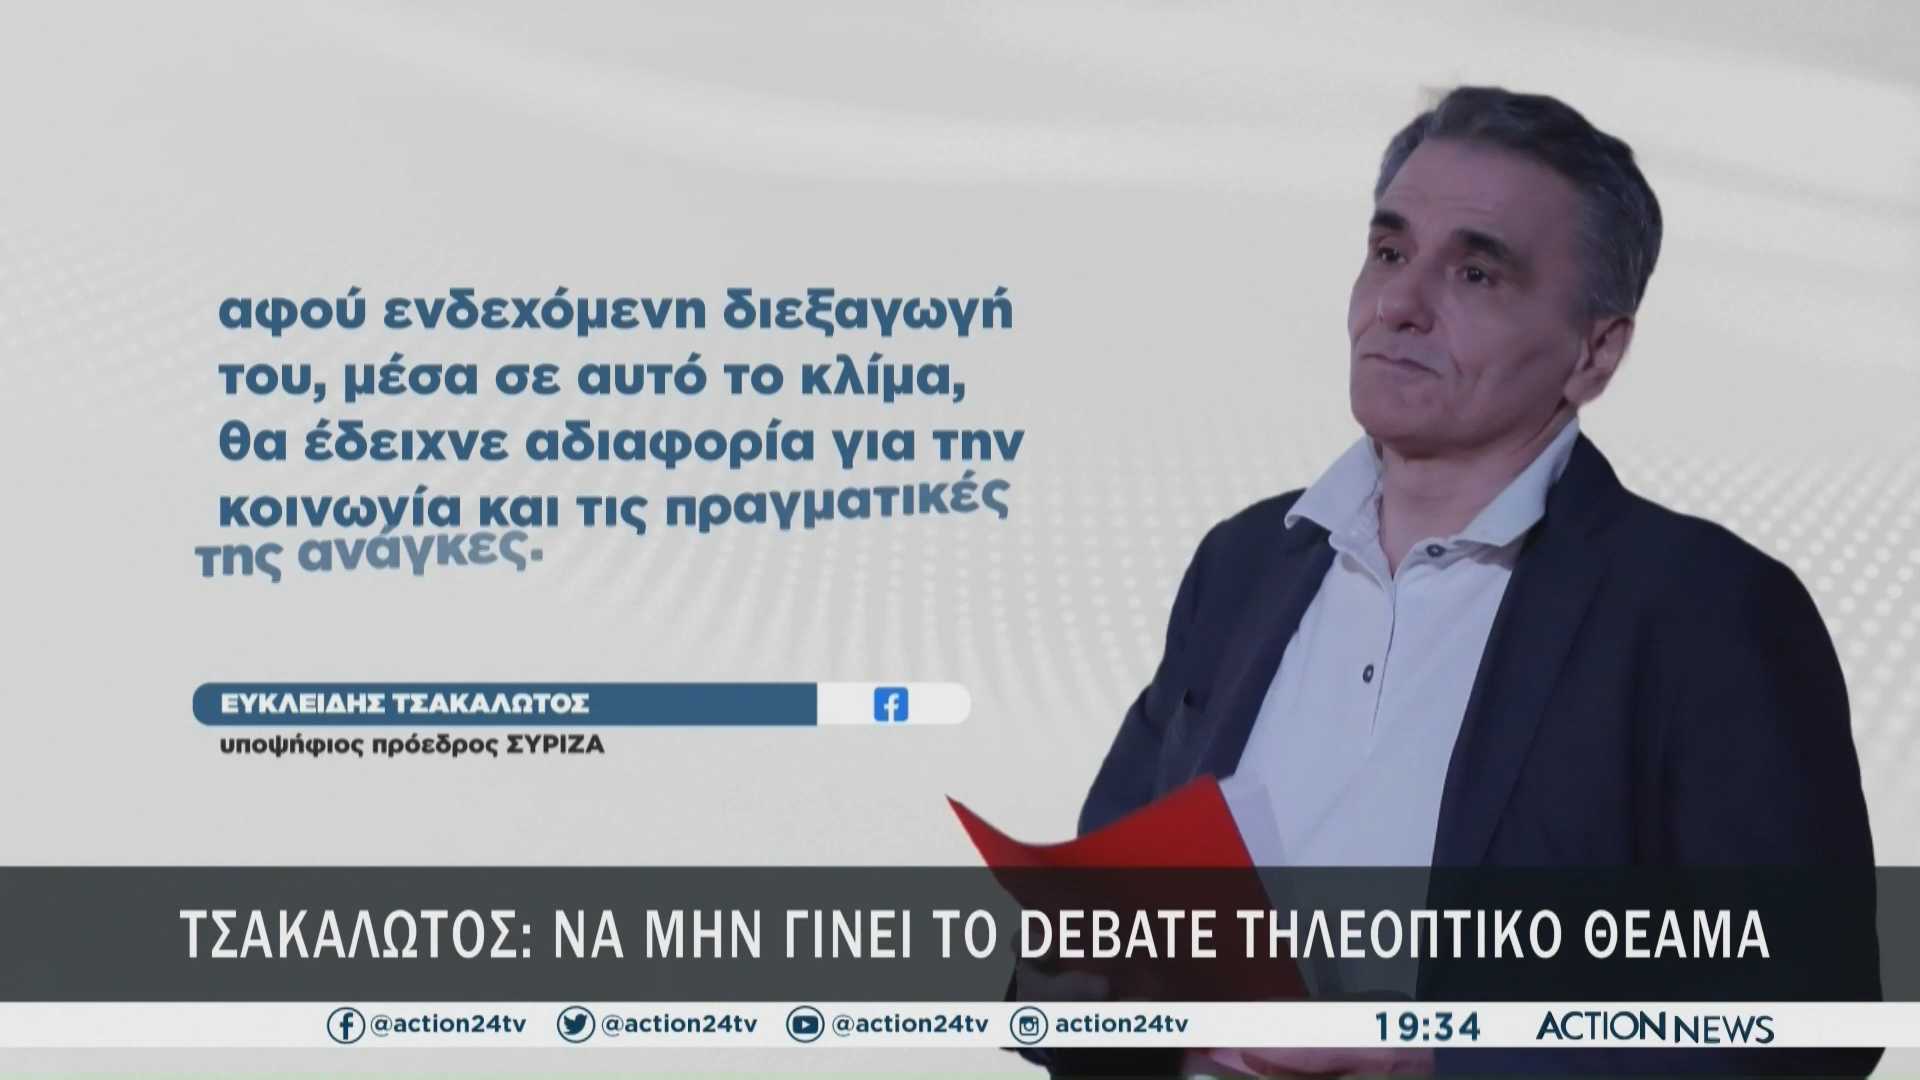 αφού ενδεχόμενη διεξαγωγή
του, μέσα σε αυτό το κλίμα,
θα έδειχνε αδιαφορία για την
κοινωνία και τις πραγματικές
της ανάγκες.
ΕΥΚΛΕΙΔΗΣ ΤΣΑΚΑΛΩΤΟΣ
υποψήφιος πρόεδρος ΣΥΡΙΖΑ
ΤΣΑΚΑΛΩΤΟΣ: ΝΑ ΜΗΝ ΓΙΝΕΙ ΤΟ DEBATE ΤΗΛΕΟΠΤΙΚΟ ΘΕΑΜΑ
@action24tv @action24tv @action24tv action24tv 19:34 ACTION NEWS